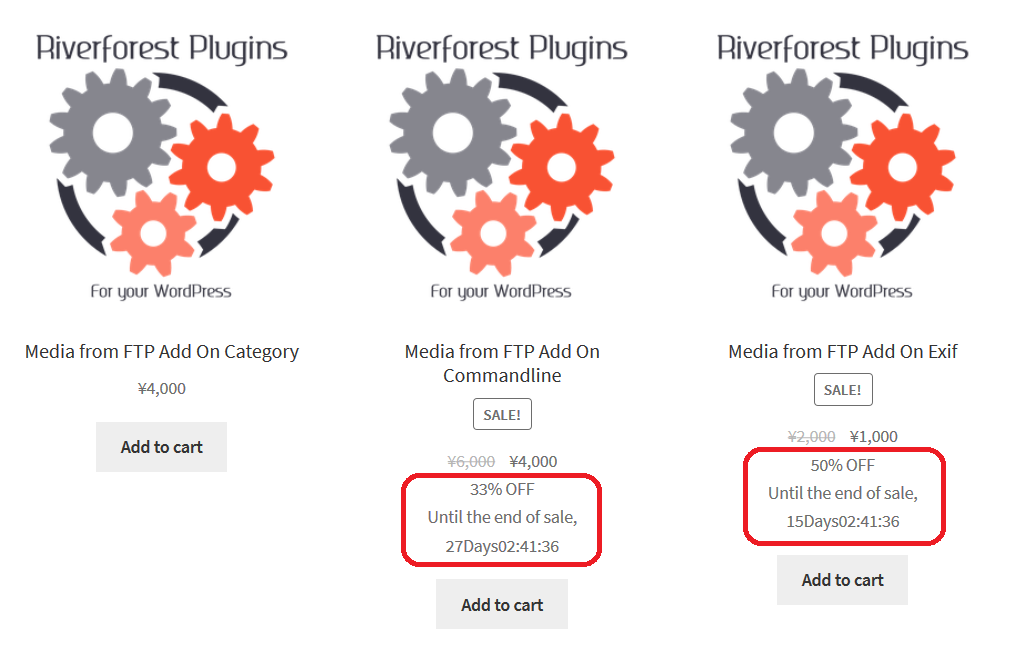 Riverforest Plugins
For your WordPress
Media from FTP Add On Category
¥4,000
Add to cart
Riverforest Plugins
For your WordPress
Media from FTP Add On
Commandline
SALE!
¥6,000 ¥4,000
33% OFF
Until the end of sale,
27Days02:41:36
Add to cart
Riverforest Plugins
For your WordPress
Media from FTP Add On Exif
SALE!
¥2,000 ¥1,000
50% OFF
Until the end of sale,
15Days02:41:36
Add to cart